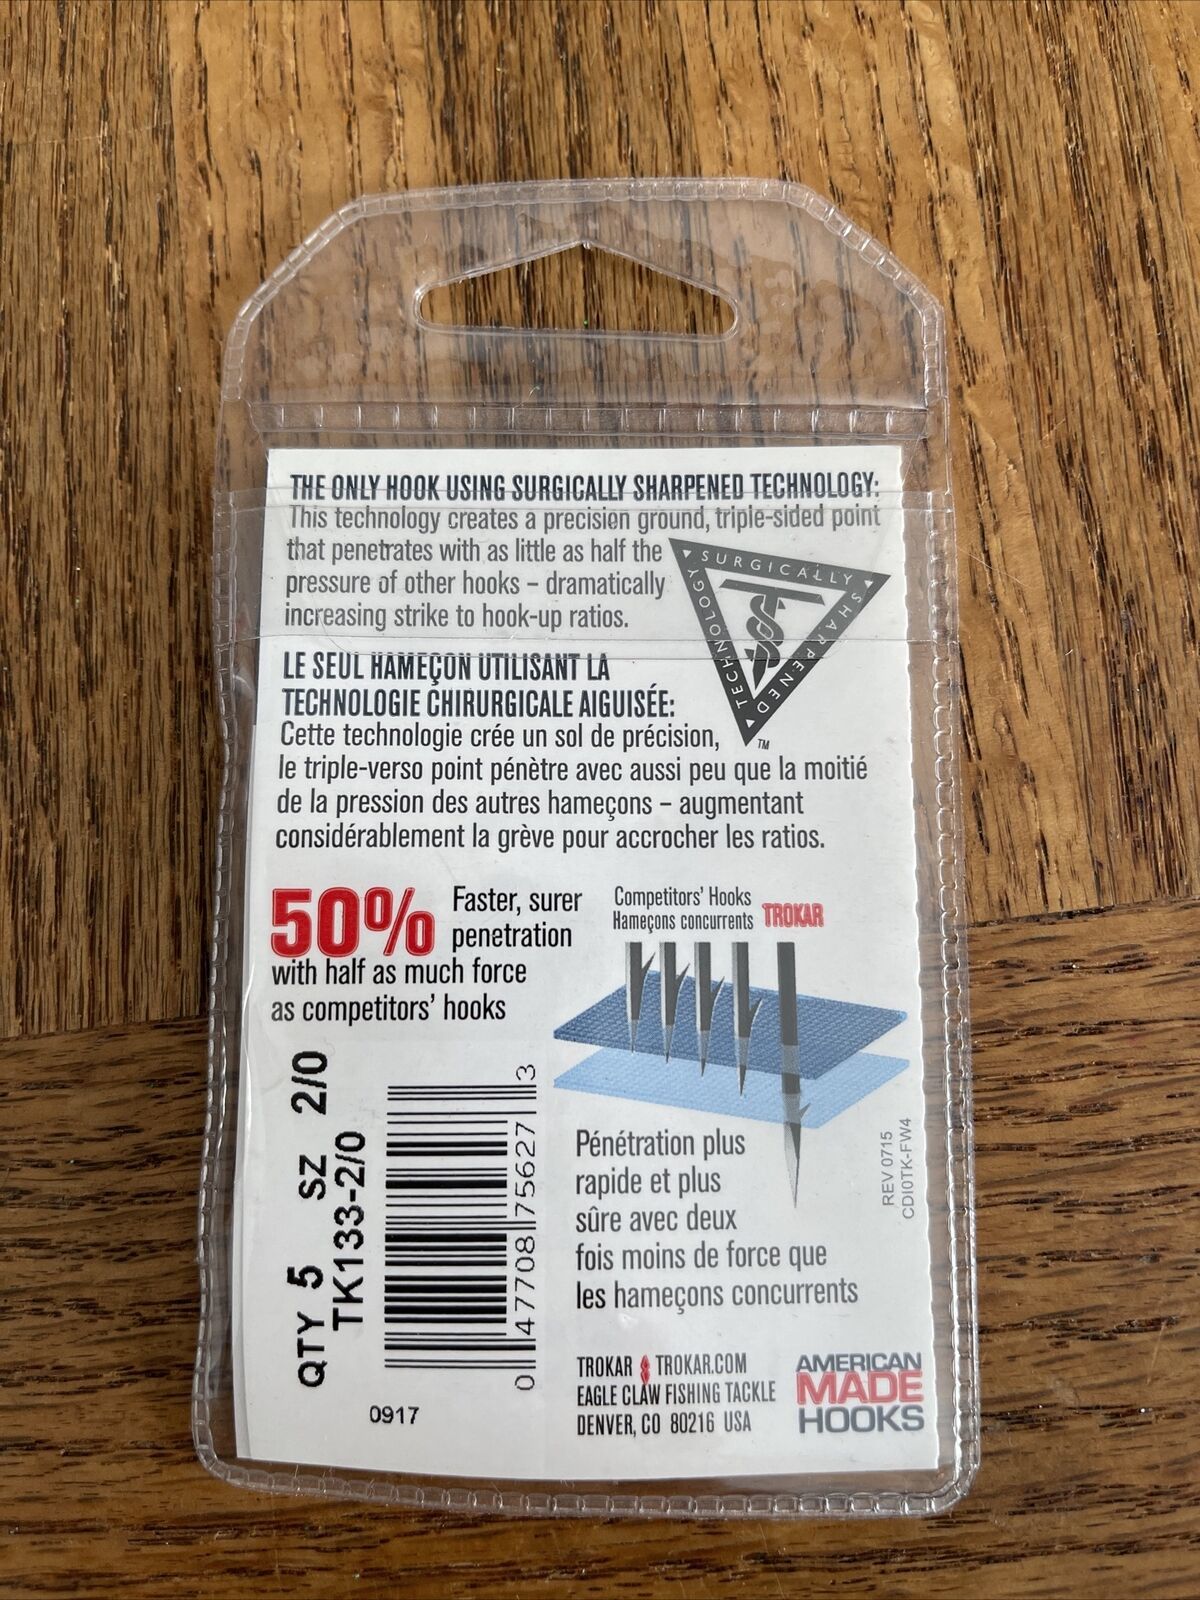 THE ONLY HOOK USING SURGICALLY SHARPENED TECHNOLOGY:
This technology creates a precision ground, triple-sided point
that penetrates with as little as half the
pressure of other hooks – dramatically
increasing strike to hook-up ratios.
SURGICALLY SHARPENED TECHNOLOGY
TM
LE SEUL HAMEÇON UTILISANT LA
TECHNOLOGIE CHIRURGICALE AIGUISÉE:
Cette technologie crée un sol de précision,
le triple-verso point pénètre avec aussi peu que la moitié
de la pression des autres hameçons – augmentant
considérablement la grève pour accrocher les ratios.
50% Faster, surer
penetration
with half as much force
as competitors' hooks
Competitors' Hooks
Hameçons concurrents
TROKAR
Pénétration plus
rapide et plus
sûre avec deux
fois moins de force que
les hameçons concurrents
REV 0715
CDI0TK-FW4
QTY 5 SZ 2/0
TK133-2/0
0 47708 75627 3
0917
TROKAR TROKAR.COM
EAGLE CLAW FISHING TACKLE
DENVER, CO 80216 USA
AMERICAN
MADE
HOOKS